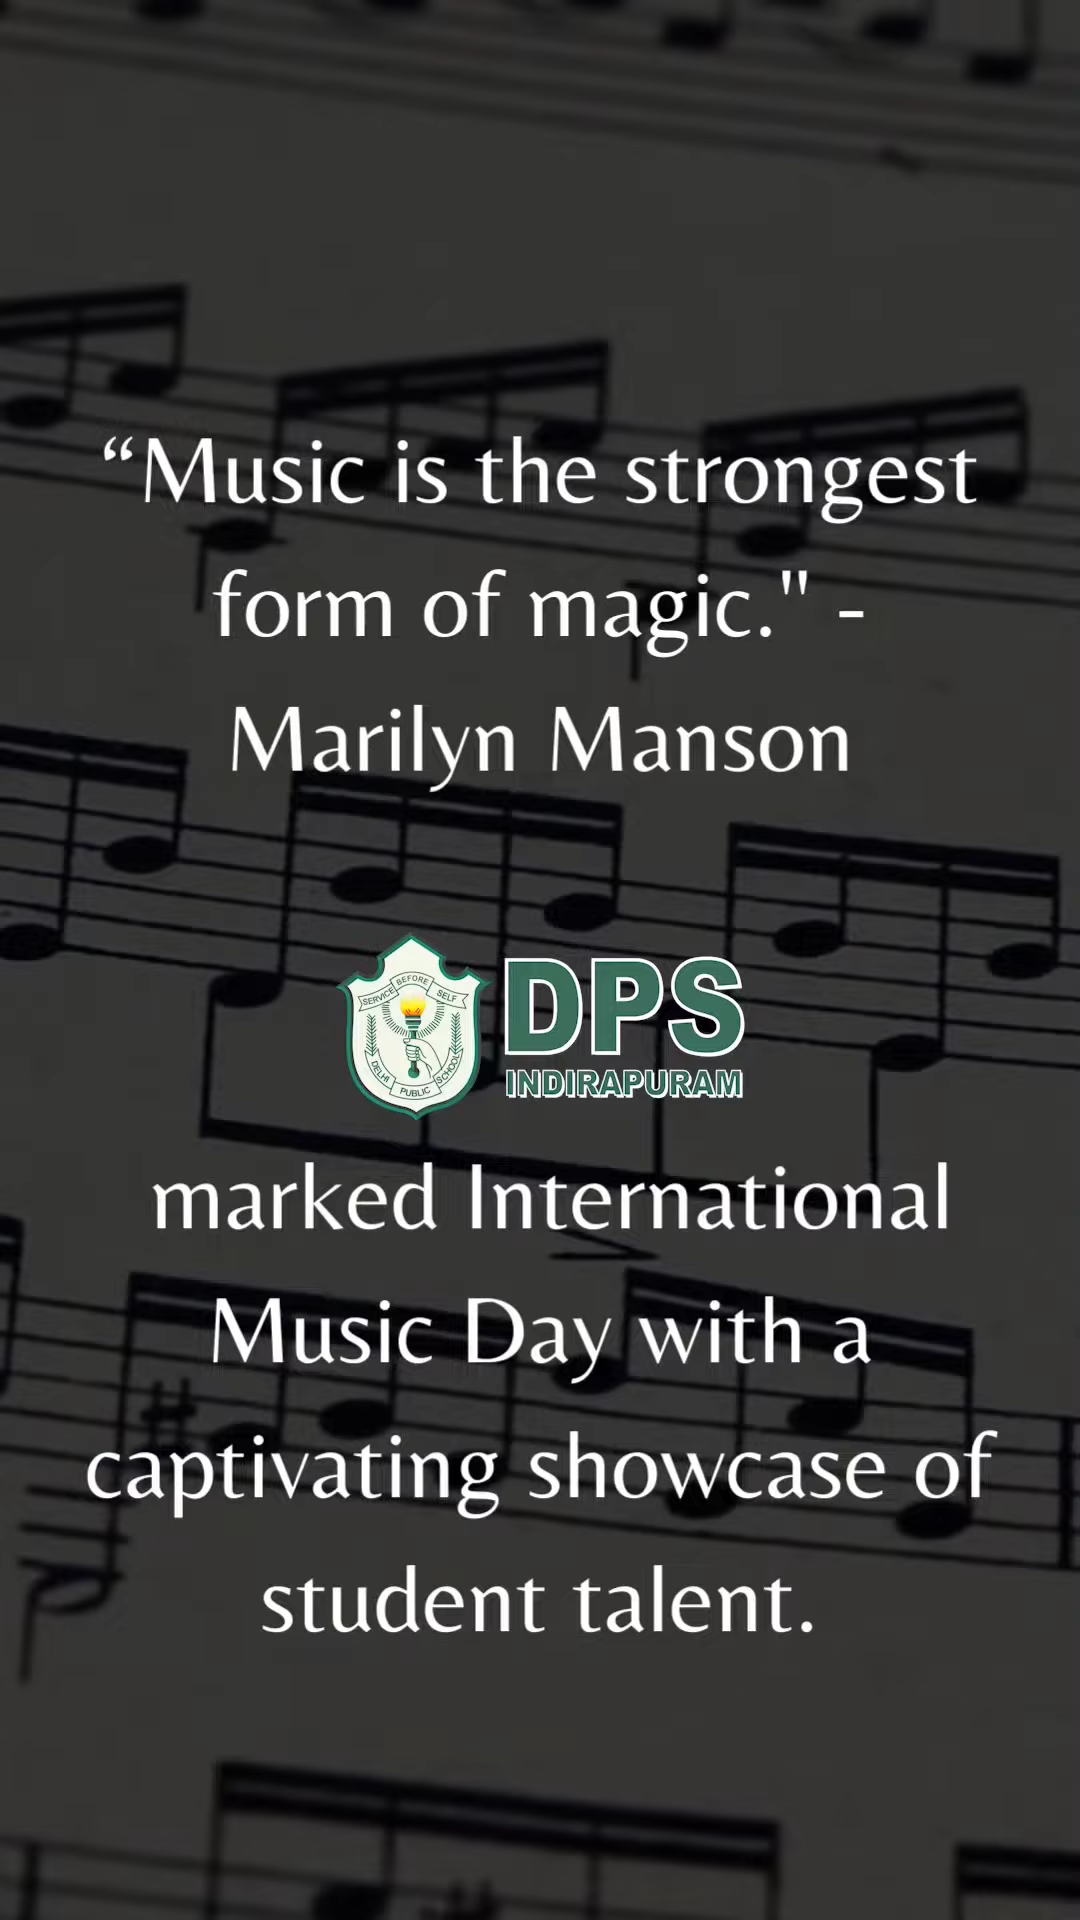 “Music is the strongest
form of magic." -
Marilyn Manson
SERVICE BEFORE SELF
DELHI PUBLIC SCHOOL
DPS
INDIRAPURAM
marked International
Music Day with a
captivating showcase of
student talent.